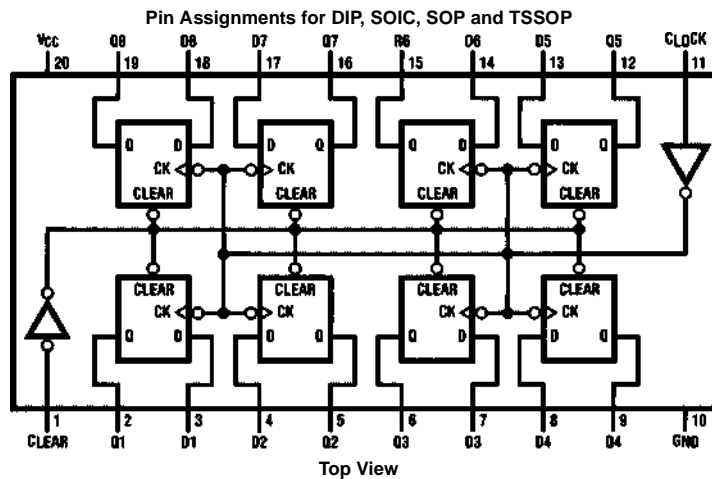 Pin Assignments for DIP, SOIC, SOP and TSSOP
VCC Q8 D8 D7 Q7 R6 D6 D5 Q5 CLOCK
20 19 18 17 16 15 14 13 12 11
Q D D Q Q D D Q
CK CK CK CK
CLEAR CLEAR CLEAR CLEAR
CLEAR CLEAR CLEAR CLEAR
CK CK CK CK
Q D D Q Q D D Q
1 2 3 4 5 6 7 8 9 10
CLEAR Q1 D1 D2 Q2 Q3 D3 D4 Q4 GND
Top View